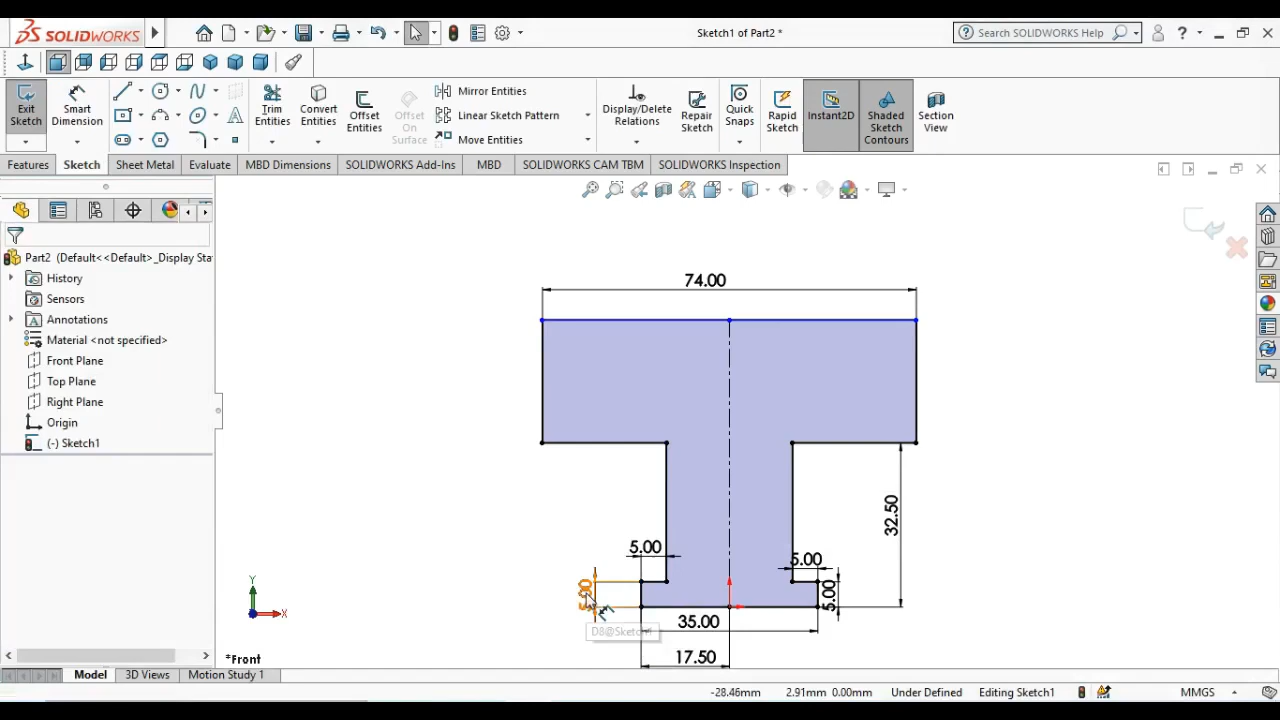 SOLIDWORKS
Sketch1 of Part2 *
Search SOLIDWORKS Help
Exit Sketch
Smart Dimension
Trim Entities
Convert Entities
Offset Entities
Offset On Surface
Mirror Entities
Linear Sketch Pattern
Move Entities
Display/Delete Relations
Repair Sketch
Quick Snaps
Rapid Sketch
Instant2D
Shaded Sketch Contours
Section View
Features
Sketch
Sheet Metal
Evaluate
MBD Dimensions
SOLIDWORKS Add-Ins
MBD
SOLIDWORKS CAM TBM
SOLIDWORKS Inspection
Part2 (Default<<Default>_Display Sta
History
Sensors
Annotations
Material <not specified>
Front Plane
Top Plane
Right Plane
Origin
(-) Sketch1
74.00
32.50
5.00
5.00
5.00
5.00
D8@Sketch1
35.00
17.50
Y
X
*Front
Model
3D Views
Motion Study 1
-28.46mm
2.91mm
0.00mm
Under Defined
Editing Sketch1
MMGS